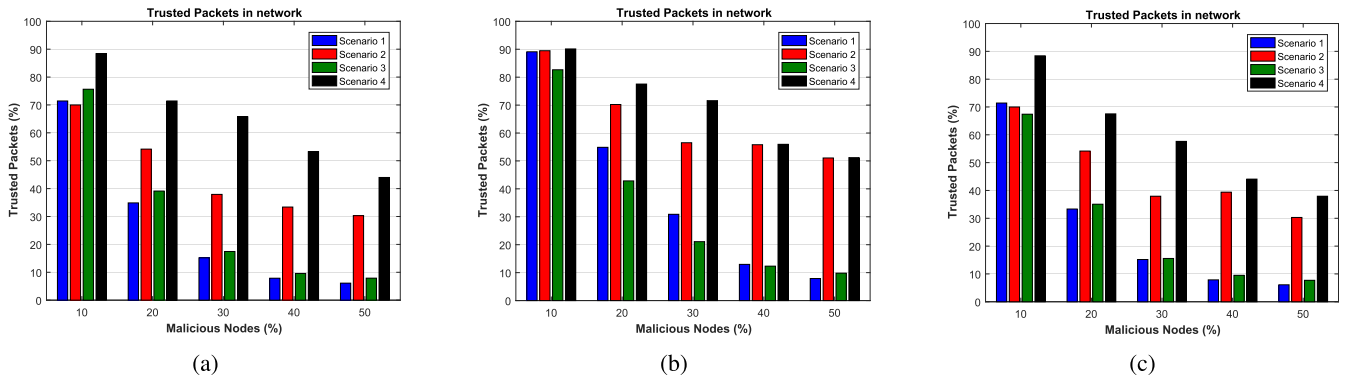 Trusted Packets in network
Trusted Packets (%)
100
90
80
70
60
50
40
30
20
10
0
Scenario 1
Scenario 2
Scenario 3
Scenario 4
10 20 30 40 50
Malicious Nodes (%)
(a)
Trusted Packets in network
Trusted Packets (%)
100
90
80
70
60
50
40
30
20
10
0
Scenario 1
Scenario 2
Scenario 3
Scenario 4
10 20 30 40 50
Malicious Nodes (%)
(b)
Trusted Packets in network
Trusted Packets (%)
100
90
80
70
60
50
40
30
20
10
0
Scenario 1
Scenario 2
Scenario 3
Scenario 4
10 20 30 40 50
Malicious Nodes (%)
(c)